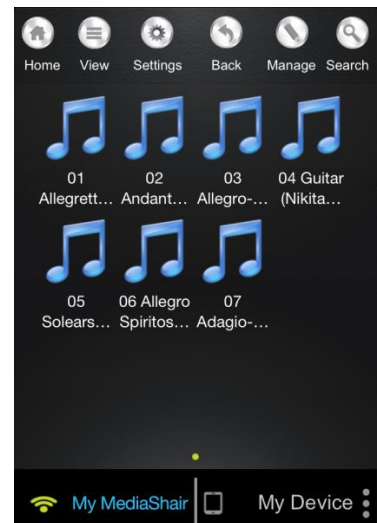 Home View Settings Back Manage Search
01 02 03 04 Guitar
Allegrett... Andant... Allegro-... (Nikita...
05 06 Allegro 07
Solears... Spiritos... Adagio-...
My MediaShair My Device